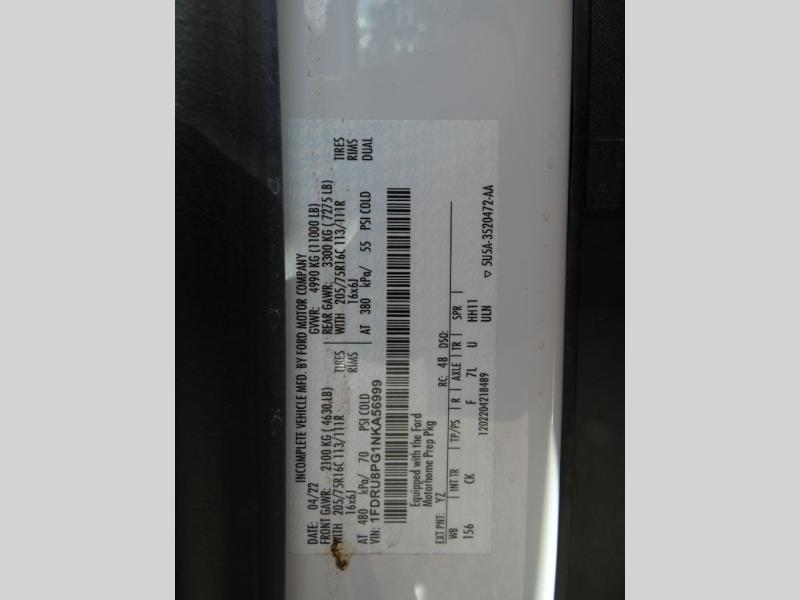 INCOMPLETE VEHICLE MFD. BY FORD MOTOR COMPANY
DATE: 04/22 GVWR: 4990 KG (11000 LB)
FRONT GAWR: 2100 KG (4630 LB) REAR GAWR: 3300 KG (7275 LB)
WITH 205/75R16C 113/111R TIRES WITH 205/75R16C 113/111R TIRES
16x6J RIMS 16x6J RIMS
AT 480 kPa/ 70 PSI COLD AT 380 kPa/ 55 PSI COLD DUAL
VIN: 1FDRU8PG1NKA56999
Equipped with the Ford
Motorhome Prep Pkg
EXT PNT: YZ RC: 48 DSO:
WB INT TR TP/PS R AXLE TR SPR
156 CK F 7L U HH11
ULN
1202204218489 ▽ 5U5A-3520472-AA